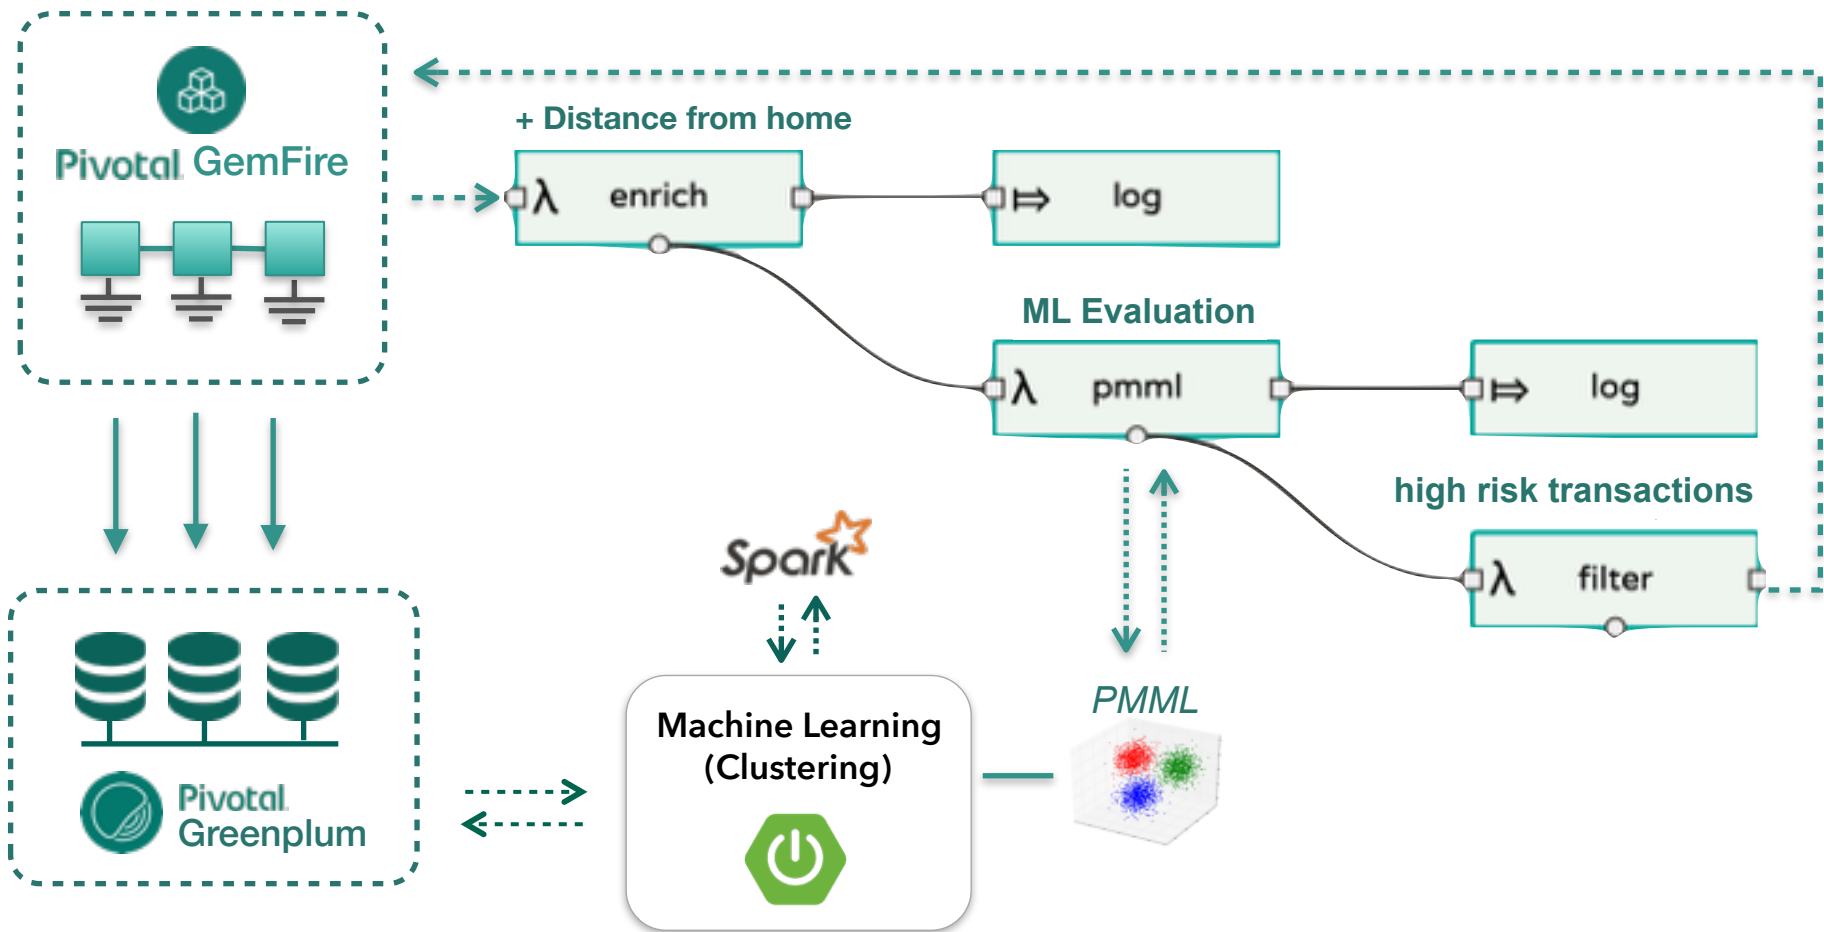 Pivotal GemFire
+ Distance from home
λ enrich
log
ML Evaluation
λ pmml
log
high risk transactions
λ filter
Spark
Machine Learning
(Clustering)
PMML
Pivotal
Greenplum